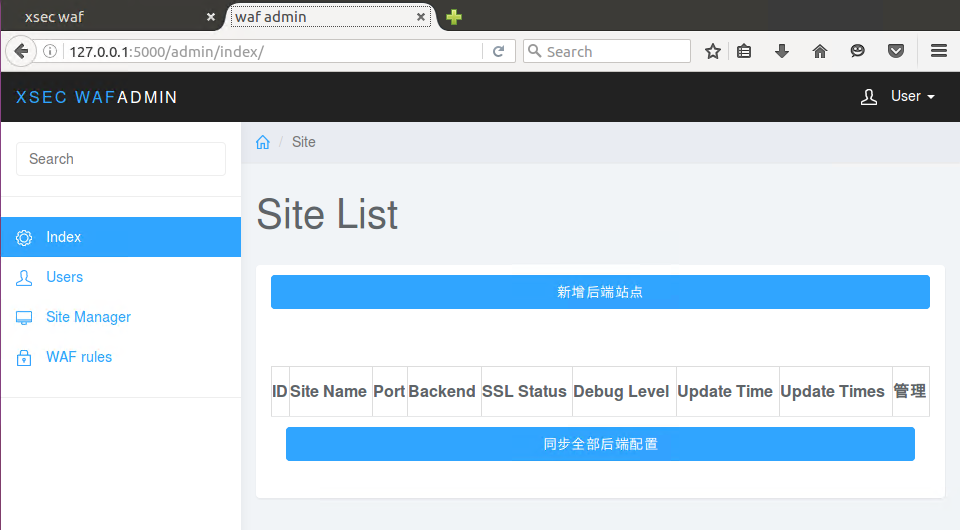 xsec waf
waf admin
127.0.0.1:5000/admin/index/
Search
XSEC WAFADMIN
User
Search
/ Site
Site List
Index
Users
Site Manager
WAF rules
新增后端站点
ID Site Name Port Backend SSL Status Debug Level Update Time Update Times 管理
同步全部后端配置